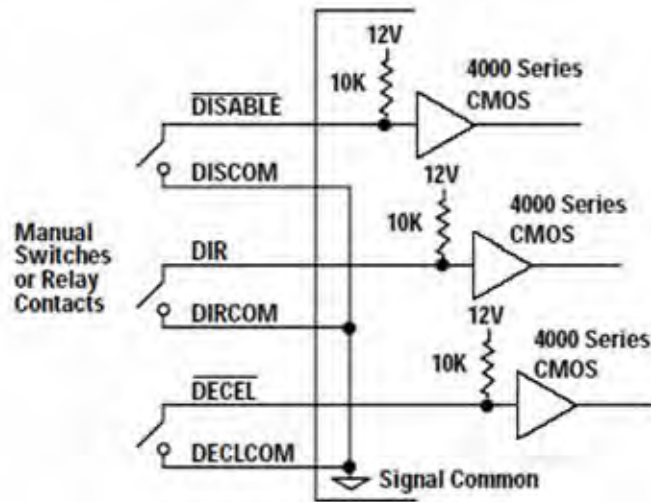 12V
10K
4000 Series
CMOS
DISABLE
DISCOM
12V
10K
4000 Series
CMOS
Manual
Switches
or Relay
Contacts
DIR
DIRCOM
12V
10K
4000 Series
CMOS
DECEL
DECLCOM
Signal Common